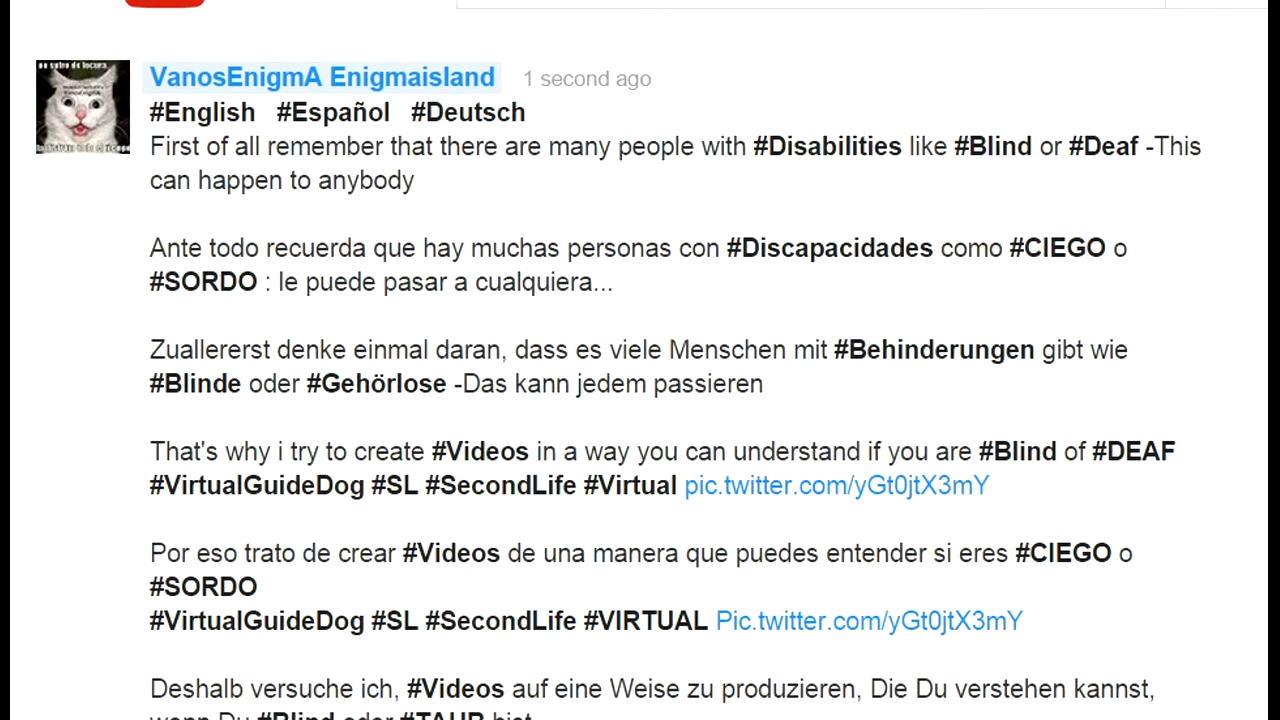 VanosEnigmA Enigmaisland 1 second ago
#English #Español #Deutsch
First of all remember that there are many people with #Disabilities like #Blind or #Deaf -This
can happen to anybody
Ante todo recuerda que hay muchas personas con #Discapacidades como #CIEGO o
#SORDO : le puede pasar a cualquiera...
Zuallererst denke einmal daran, dass es viele Menschen mit #Behinderungen gibt wie
#Blinde oder #Gehörlose -Das kann jedem passieren
That's why i try to create #Videos in a way you can understand if you are #Blind of #DEAF
#VirtualGuideDog #SL #SecondLife #Virtual pic.twitter.com/yGt0jtX3mY
Por eso trato de crear #Videos de una manera que puedes entender si eres #CIEGO o
#SORDO
#VirtualGuideDog #SL #SecondLife #VIRTUAL Pic.twitter.com/yGt0jtX3mY
Deshalb versuche ich, #Videos auf eine Weise zu produzieren, Die Du verstehen kannst,
wenn Du #Blind oder #TAUB bist